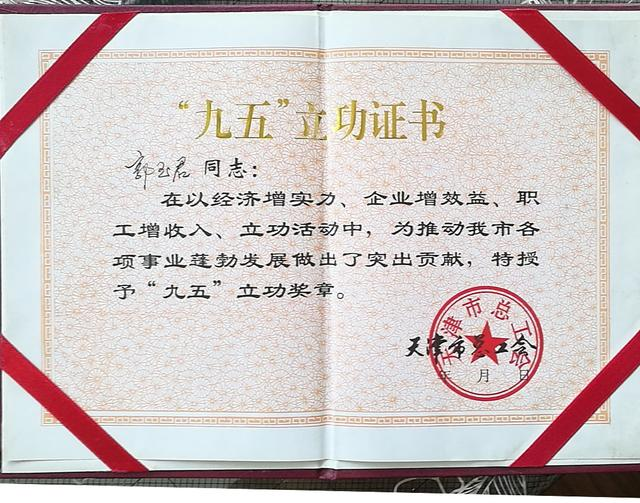 “九五”立功证书
郭玉君 同志：
在以经济增实力、企业增效益、职
工增收入、立功活动中，为推动我市各
项事业蓬勃发展做出了突出贡献，特授
予“九五”立功奖章。
天津市总工会
天津市总工会
年 月 日